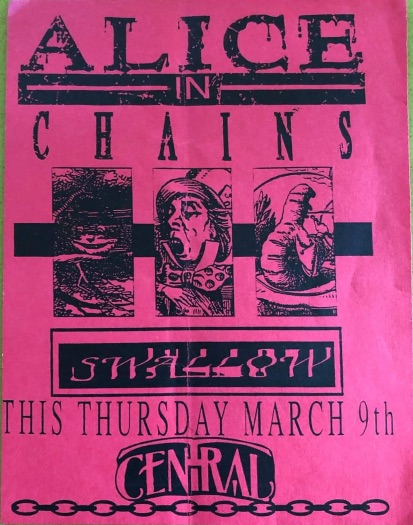 ALICE
IN
CHAINS
SWALLOW
THIS THURSDAY MARCH 9th
CENTRAL